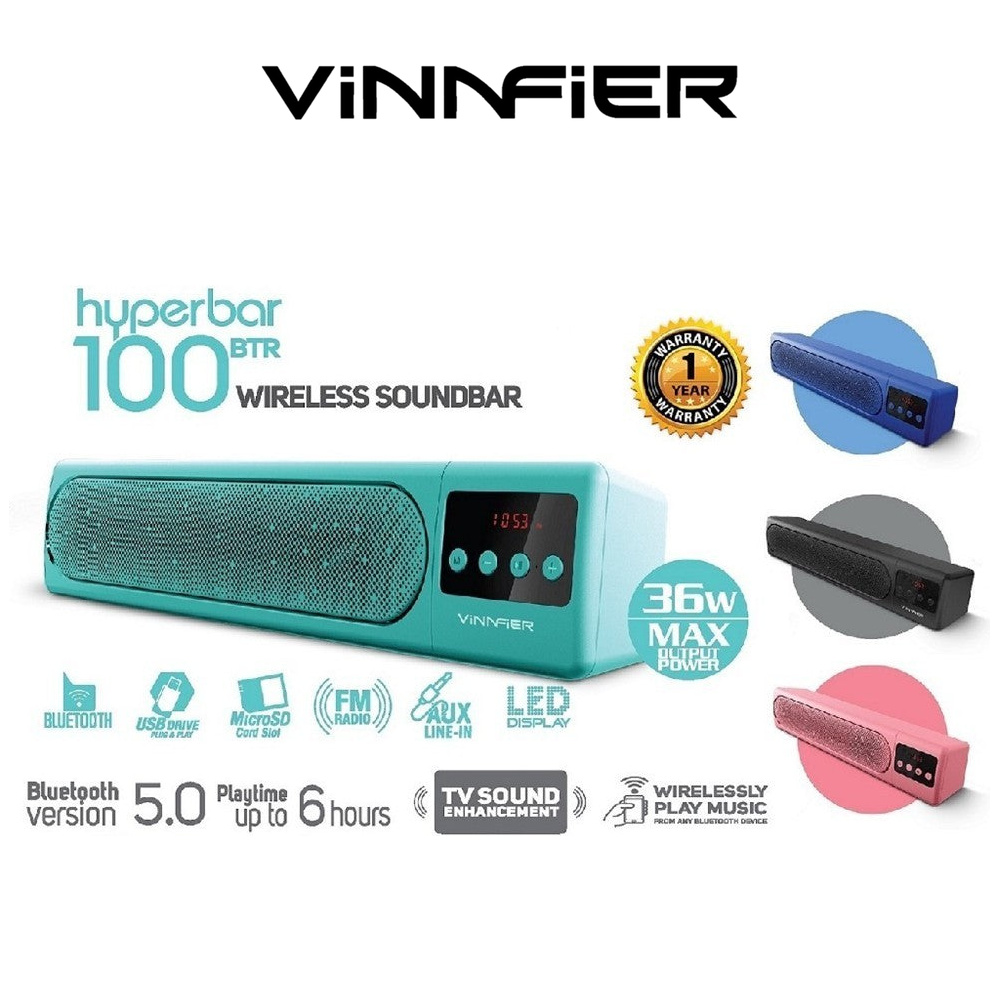 ViNNFiER
hyperbar
100 BTR
WIRELESS SOUNDBAR
WARRANTY
1
YEAR
WARRANTY
10:53
ViNNFiER
36W
MAX
OUTPUT
POWER
BLUETOOTH
USB DRIVE
PLUG & PLAY
MicroSD
Card Slot
FM
RADIO
AUX
LINE-IN
LED
DISPLAY
Bluetooth
version 5.0
Playtime
up to 6 hours
TV SOUND
ENHANCEMENT
WIRELESSLY
PLAY MUSIC
FROM ANY BLUETOOTH DEVICE